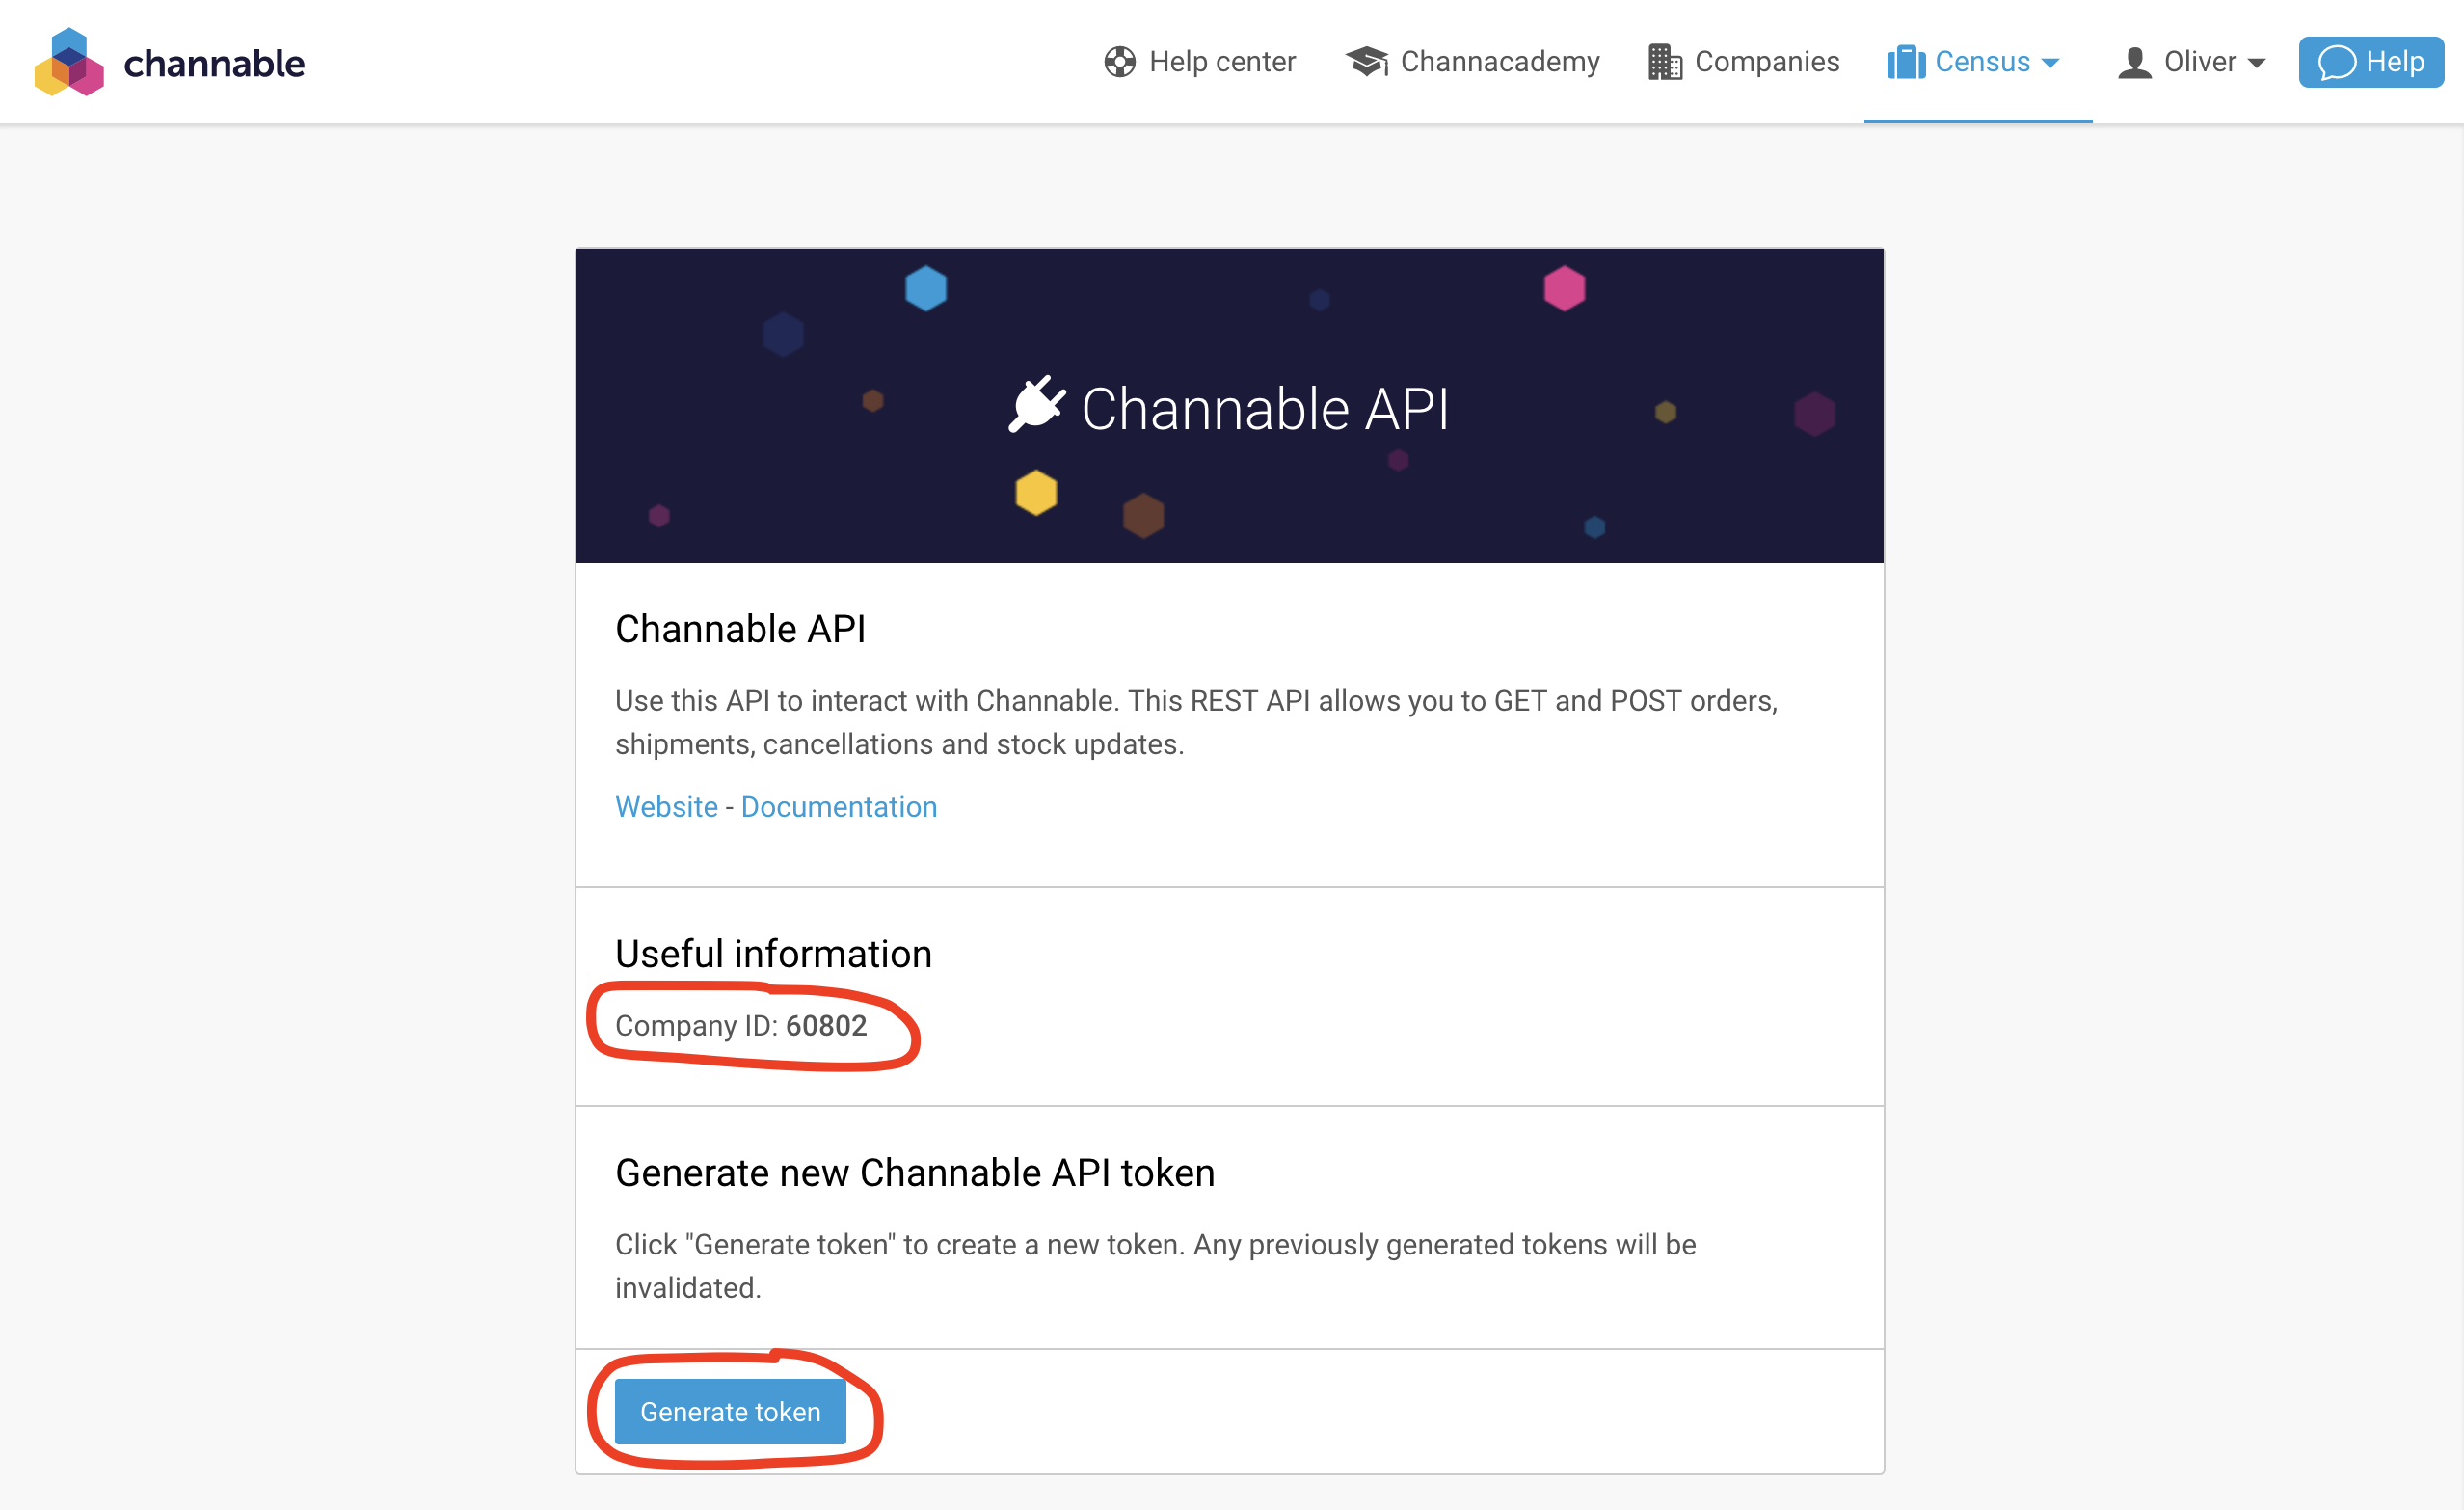 channable
Help center
Channacademy
Companies
Census
Oliver
Help
Channable API
Channable API
Use this API to interact with Channable. This REST API allows you to GET and POST orders,
shipments, cancellations and stock updates.
Website - Documentation
Useful information
Company ID: 60802
Generate new Channable API token
Click "Generate token" to create a new token. Any previously generated tokens will be
invalidated.
Generate token